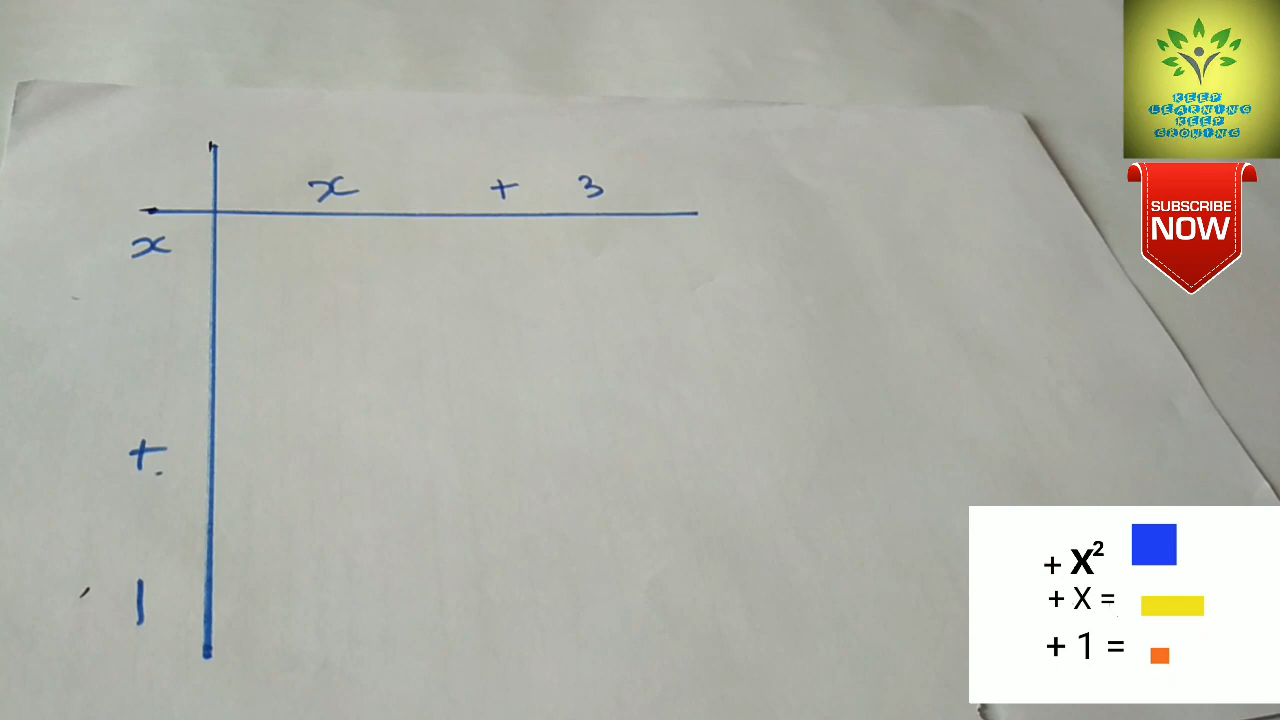 x + 3
x
+
1
KEEP
LEARNING
KEEP
GROWING
SUBSCRIBE
NOW
+ X²
+ X =
+ 1 =